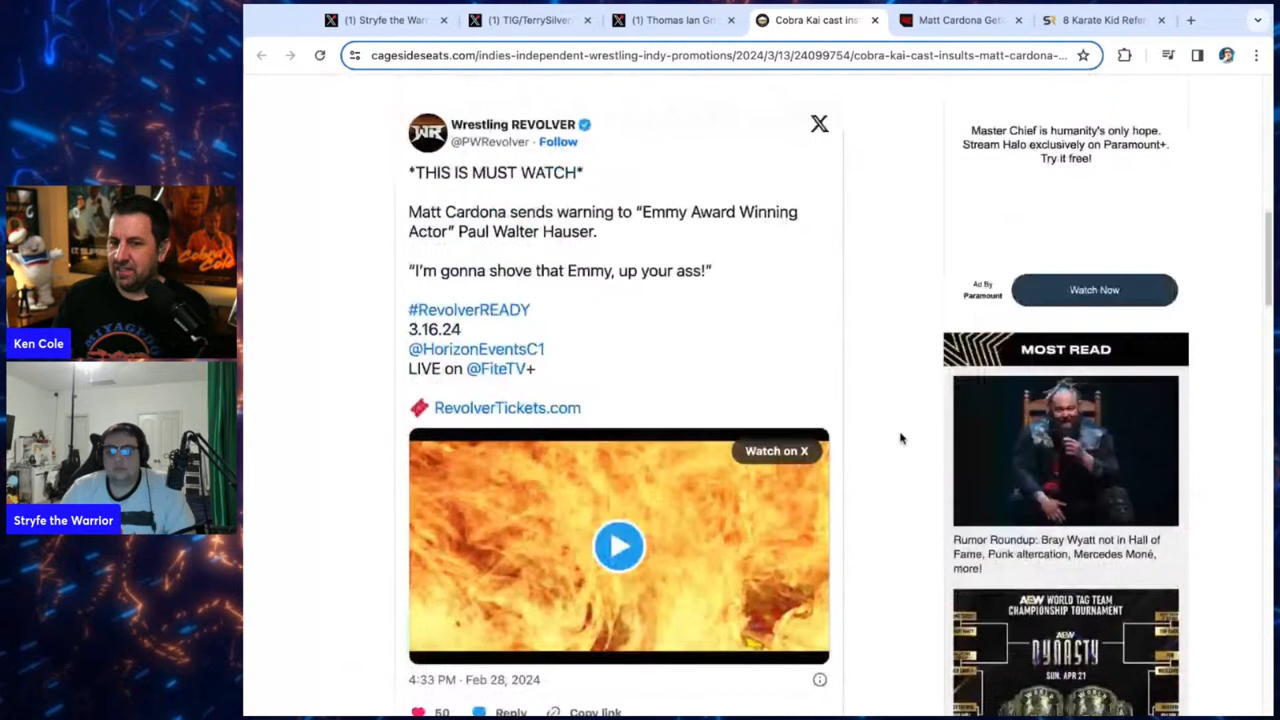 (1) Stryfe the Warr
(1) TIG/TerrySilver
(1) Thomas Ian Gr
Cobra Kai cast ins
Matt Cardona Get
8 Karate Kid Refer
cagesideseats.com/indies-independent-wrestling-indy-promotions/2024/3/13/24099754/cobra-kai-cast-insults-matt-cardona-...
Wrestling REVOLVER
@PWRevolver · Follow
*THIS IS MUST WATCH*
Matt Cardona sends warning to “Emmy Award Winning
Actor” Paul Walter Hauser.
“I’m gonna shove that Emmy, up your ass!”
#RevolverREADY
3.16.24
@HorizonEventsC1
LIVE on @FiteTV+
RevolverTickets.com
Watch on X
4:33 PM · Feb 28, 2024
50 Reply Copy link
Master Chief is humanity's only hope.
Stream Halo exclusively on Paramount+.
Try it free!
Ad By
Paramount
Watch Now
MOST READ
Rumor Roundup: Bray Wyatt not in Hall of
Fame, Punk altercation, Mercedes Moné,
more!
AEW WORLD TAG TEAM
CHAMPIONSHIP TOURNAMENT
AEW
DYNASTY
SUN. APR 21
WR
Cobra
Kai
MIYAGI-DO
Ken Cole
Stryfe the Warrior